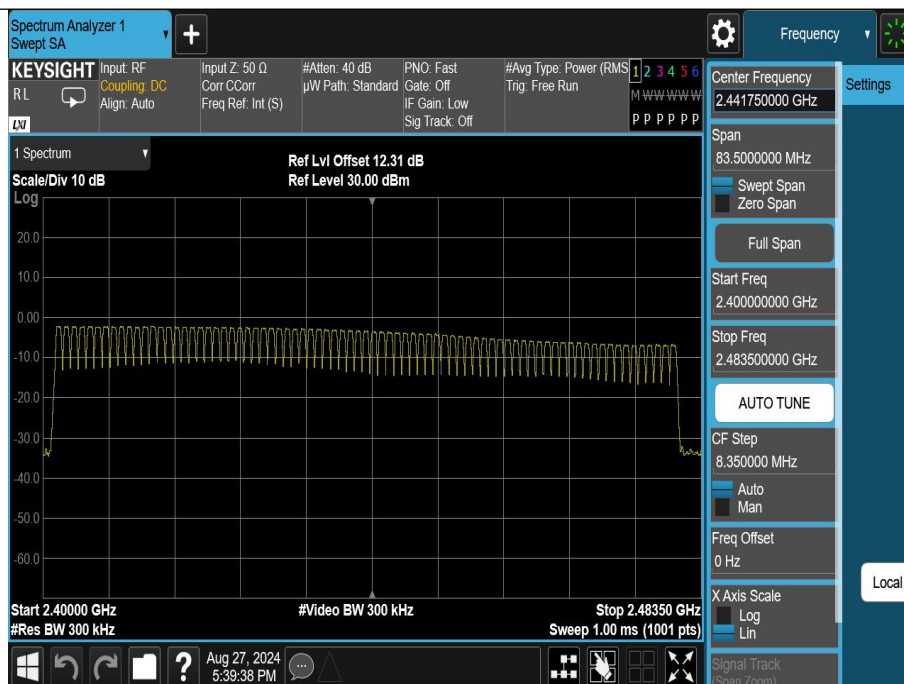 Spectrum Analyzer 1
Swept SA
+
Frequency
KEYSIGHT
R L
LXI
Input: RF
Coupling: DC
Align: Auto
Input Z: 50 Ω
Corr CCorr
Freq Ref: Int (S)
#Atten: 40 dB
µW Path: Standard
PNO: Fast
Gate: Off
IF Gain: Low
Sig Track: Off
#Avg Type: Power (RMS
Trig: Free Run
1 2 3 4 5 6
M W W W W W
P P P P P P
1 Spectrum
Scale/Div 10 dB
Ref Lvl Offset 12.31 dB
Ref Level 30.00 dBm
Log
20.0
10.0
0.00
-10.0
-20.0
-30.0
-40.0
-50.0
-60.0
Start 2.40000 GHz
#Res BW 300 kHz
#Video BW 300 kHz
Stop 2.48350 GHz
Sweep 1.00 ms (1001 pts)
?
Aug 27, 2024
5:39:38 PM
Center Frequency
2.441750000 GHz
Settings
Span
83.5000000 MHz
Swept Span
Zero Span
Full Span
Start Freq
2.400000000 GHz
Stop Freq
2.483500000 GHz
AUTO TUNE
CF Step
8.350000 MHz
Auto
Man
Freq Offset
0 Hz
Local
X Axis Scale
Log
Lin
Signal Track
(Span Zoom)